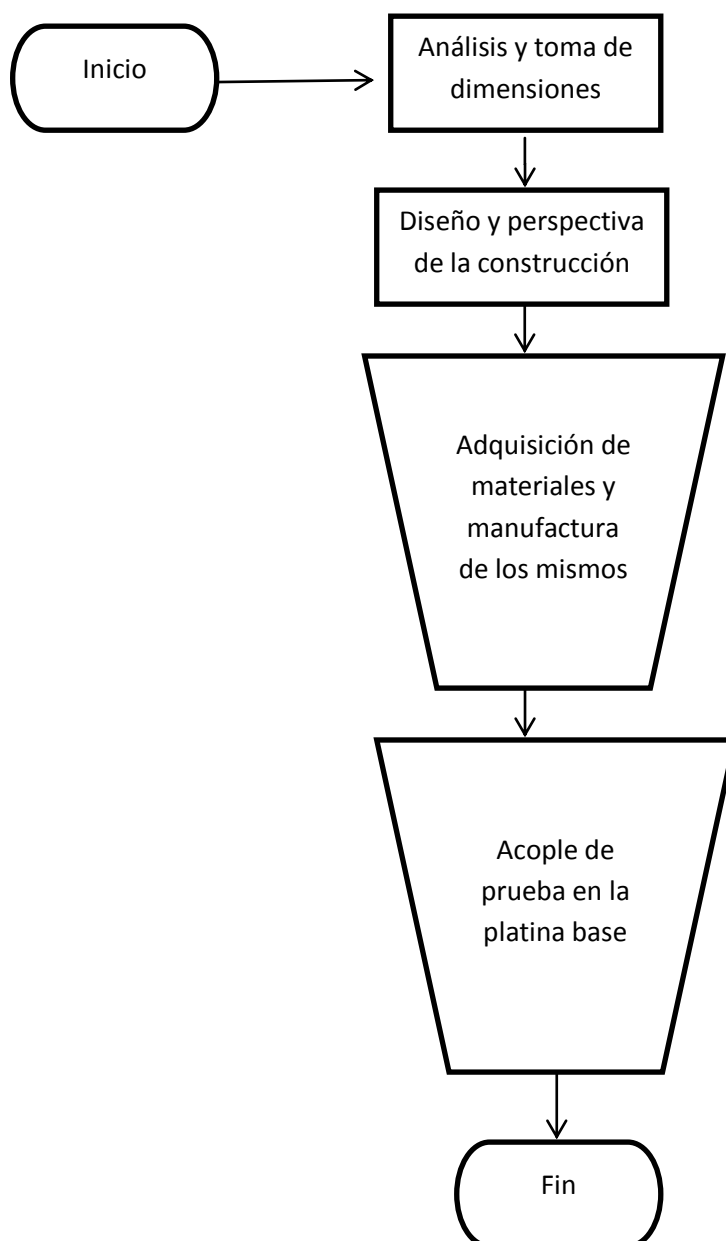 Inicio
Análisis y toma de
dimensiones
Diseño y perspectiva
de la construcción
Adquisición de
materiales y
manufactura
de los mismos
Acople de
prueba en la
platina base
Fin